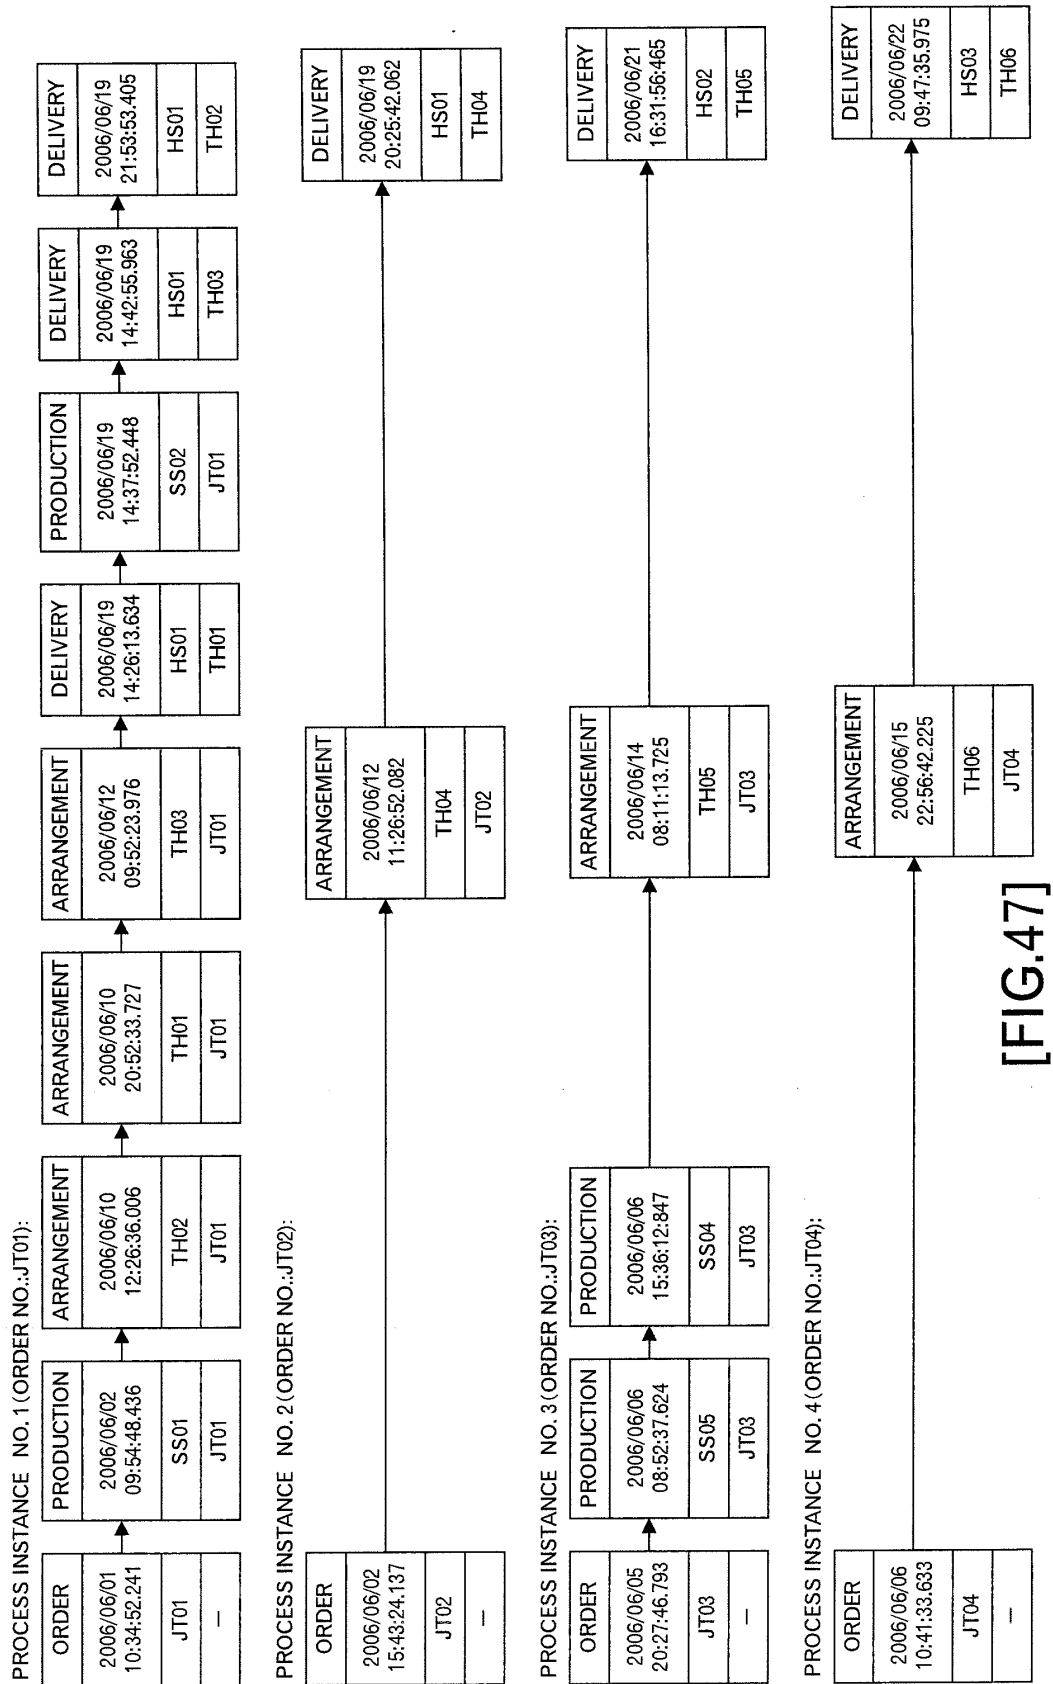 PROCESS INSTANCE NO. 1 (ORDER NO.:JT01):
ORDER
2006/06/01
10:34:52.241
JT01
—
PRODUCTION
2006/06/02
09:54:48.436
SS01
JT01
ARRANGEMENT
2006/06/10
12:26:36.006
TH02
JT01
ARRANGEMENT
2006/06/10
20:52:33.727
TH01
JT01
ARRANGEMENT
2006/06/12
09:52:23.976
TH03
JT01
DELIVERY
2006/06/19
14:26:13.634
HS01
TH01
PRODUCTION
2006/06/19
14:37:52.448
SS02
JT01
DELIVERY
2006/06/19
14:42:55.963
HS01
TH03
DELIVERY
2006/06/19
21:53:53.405
HS01
TH02
PROCESS INSTANCE NO. 2 (ORDER NO.:JT02):
ORDER
2006/06/02
15:43:24.137
JT02
—
ARRANGEMENT
2006/06/12
11:26:52.082
TH04
JT02
DELIVERY
2006/06/19
20:25:42.062
HS01
TH04
PROCESS INSTANCE NO. 3 (ORDER NO.:JT03):
ORDER
2006/06/05
20:27:46.793
JT03
—
PRODUCTION
2006/06/06
08:52:37.624
SS05
JT03
PRODUCTION
2006/06/06
15:36:12:847
SS04
JT03
ARRANGEMENT
2006/06/14
08:11:13.725
TH05
JT03
DELIVERY
2006/06/21
16:31:56:465
HS02
TH05
PROCESS INSTANCE NO. 4 (ORDER NO.:JT04):
ORDER
2006/06/06
10:41:33.633
JT04
—
ARRANGEMENT
2006/06/15
22:56:42.225
TH06
JT04
DELIVERY
2006/06/22
09:47:35.975
HS03
TH06
[FIG.47]